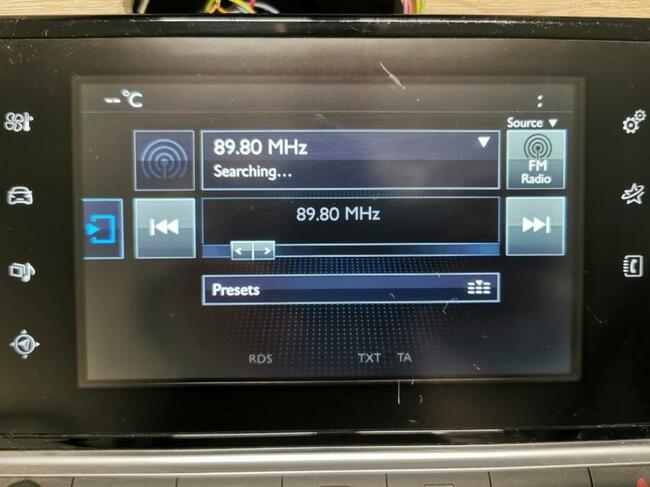 --°C :
Source ▼
89.80 MHz ▼
Searching...
FM
Radio
89.80 MHz
< >
Presets
RDS TXT TA